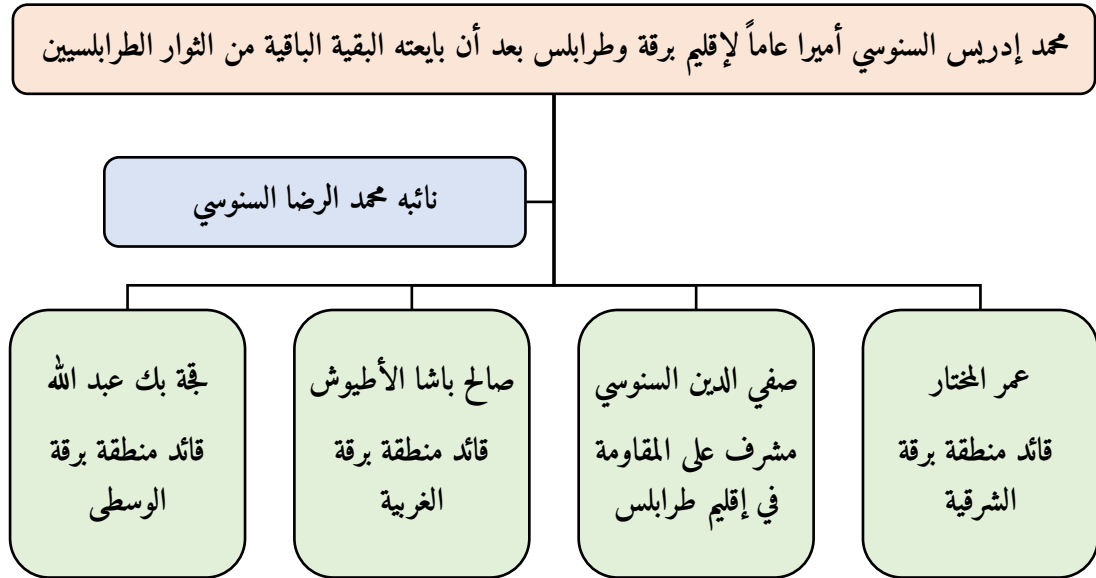 محمد إدريس السنوسي أميرا عاماً لإقليم برقة وطرابلس بعد أن بايعته البقية الباقية من الثوار الطرابلسيين
نائبه محمد الرضا السنوسي
عمر المختار
قائد منطقة برقة
الشرقية
صفي الدين السنوسي
مشرف على المقاومة
في إقليم طرابلس
صالح باشا الأطيوش
قائد منطقة برقة
الغربية
قجة بك عبد الله
قائد منطقة برقة
الوسطى